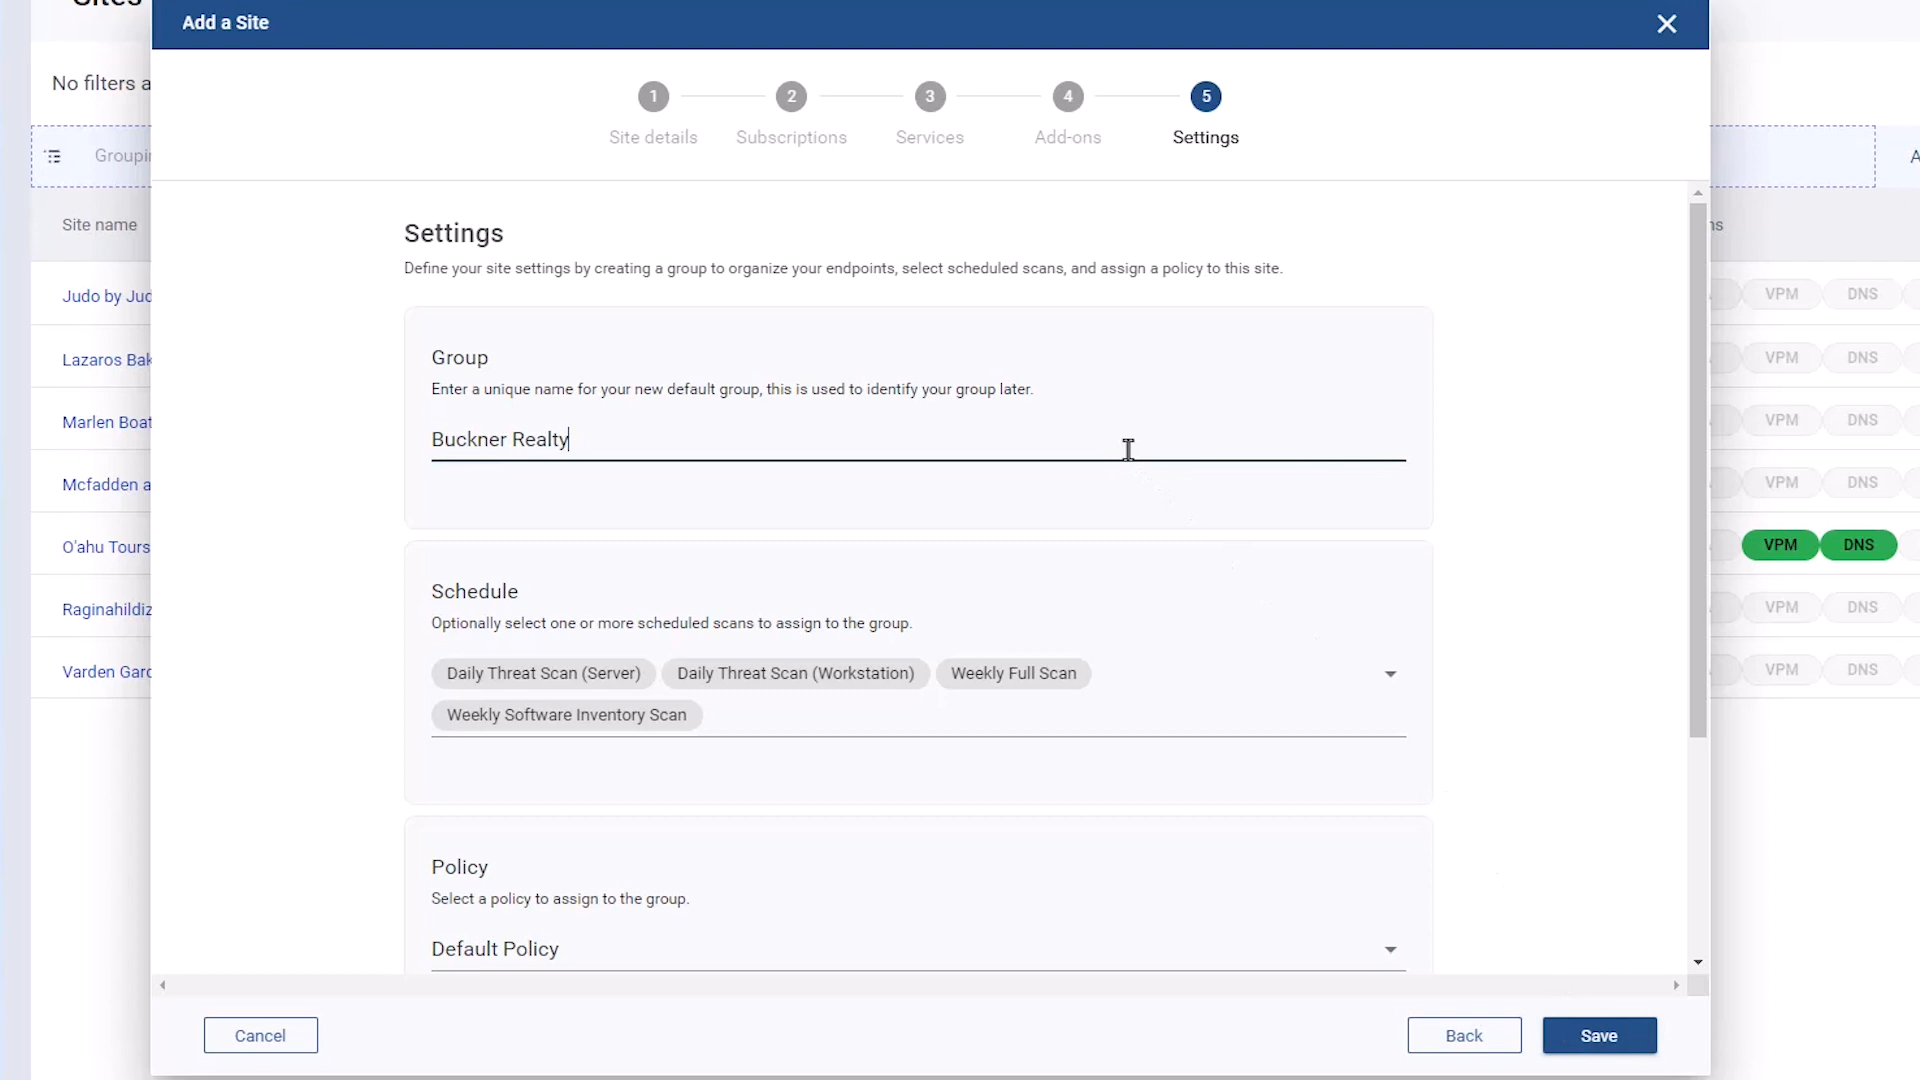 Sites
Add a Site
No filters a
1
2
3
4
5
Site details
Subscriptions
Services
Add-ons
Settings
Groupin
A
Site name
ns
Settings
Define your site settings by creating a group to organize your endpoints, select scheduled scans, and assign a policy to this site.
Judo by Jud
VPM DNS
Group
Enter a unique name for your new default group, this is used to identify your group later.
Lazaros Bak
VPM DNS
Buckner Realty
Marlen Boat
VPM DNS
Mcfadden a
VPM DNS
O'ahu Tours
VPM DNS
Schedule
Optionally select one or more scheduled scans to assign to the group.
Raginahildiz
VPM DNS
Daily Threat Scan (Server) Daily Threat Scan (Workstation) Weekly Full Scan
Weekly Software Inventory Scan
Varden Gard
VPM DNS
Policy
Select a policy to assign to the group.
Default Policy
Cancel
Back
Save